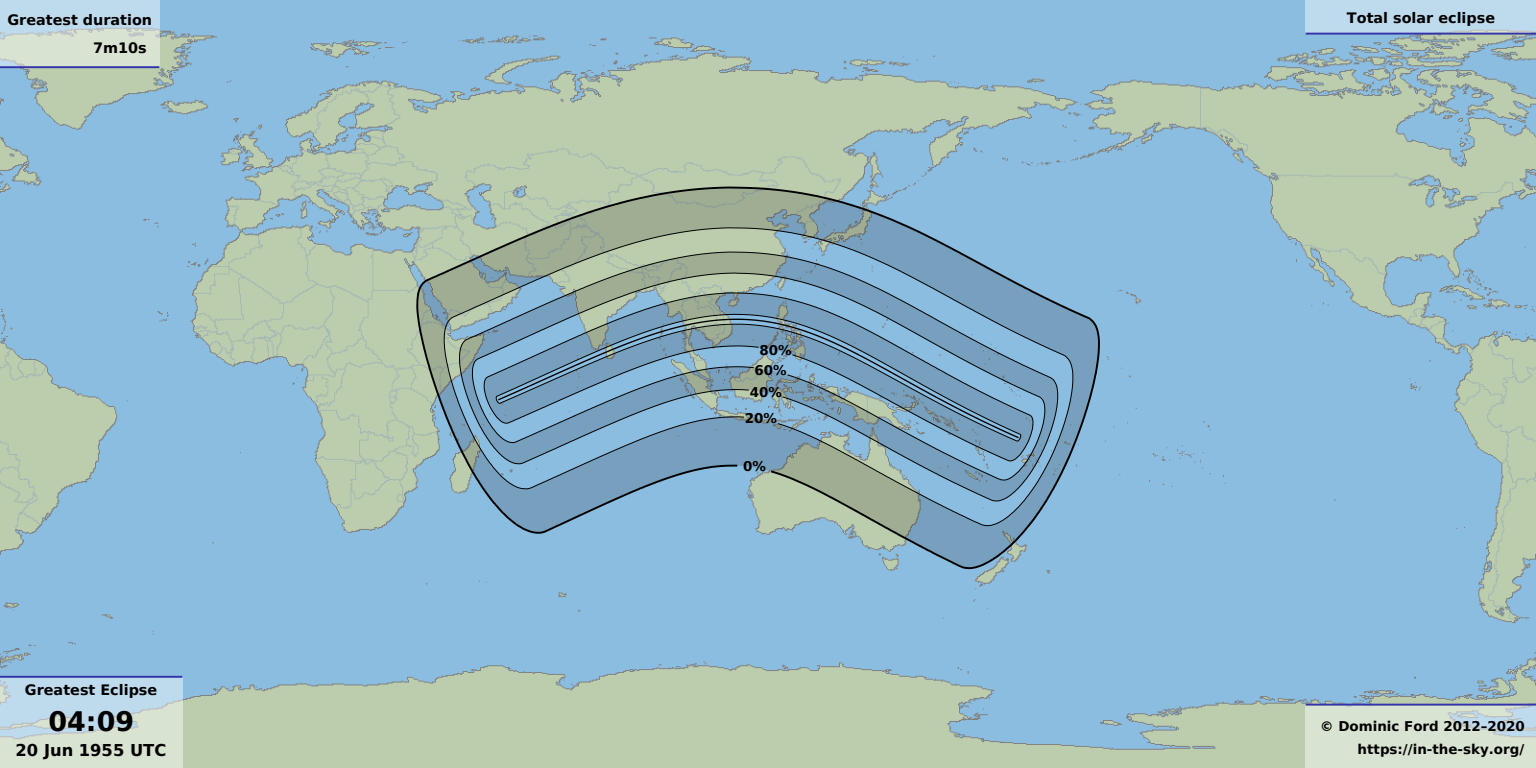 Greatest duration
7m10s
Total solar eclipse
80%
60%
40%
20%
0%
Greatest Eclipse
04:09
20 Jun 1955 UTC
© Dominic Ford 2012–2020
https://in-the-sky.org/